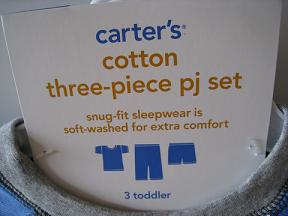 carter's®
cotton
three-piece pj set
snug-fit sleepwear is
soft-washed for extra comfort
3 toddler